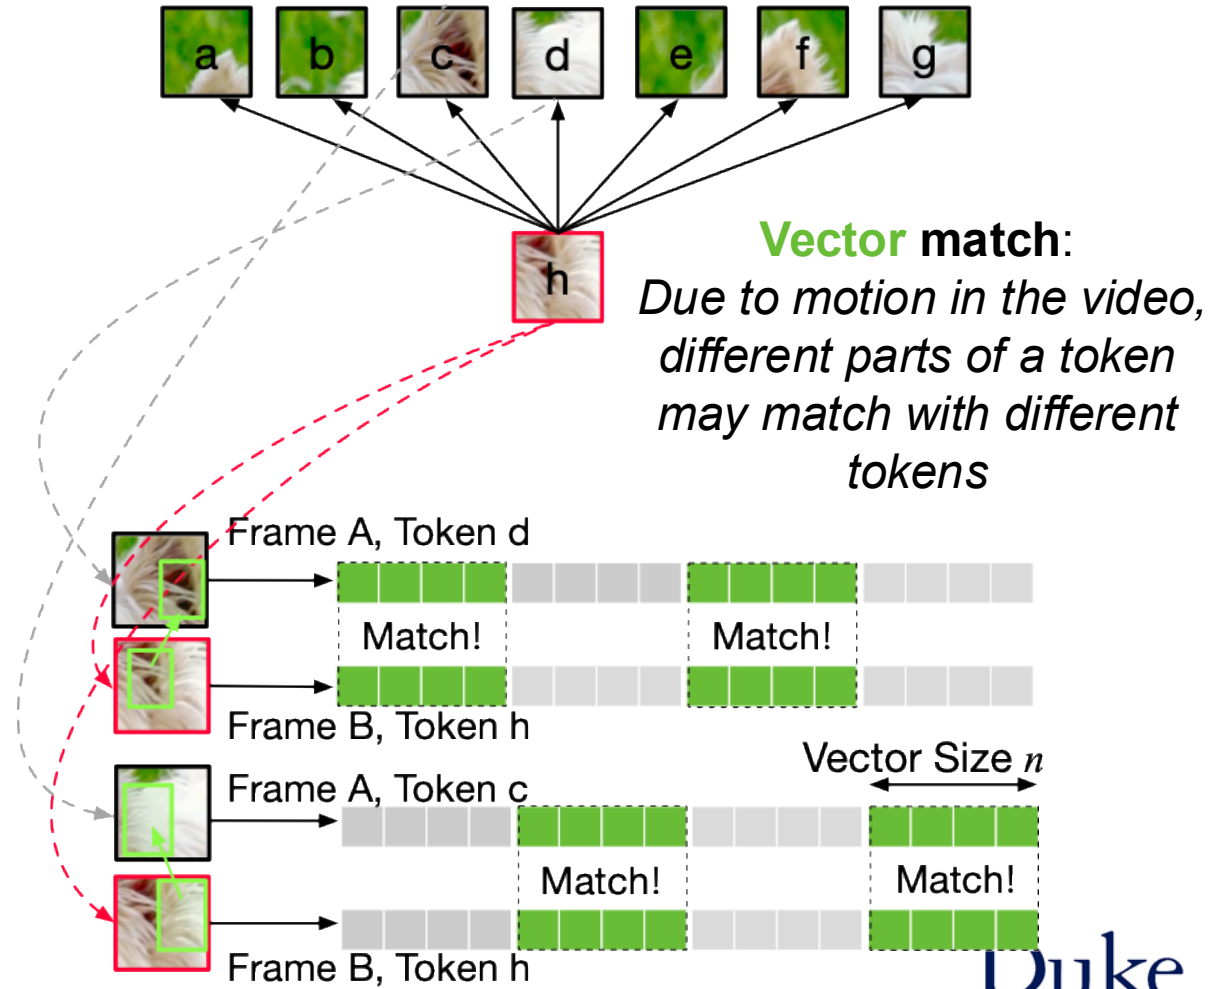 a b c d e f g
h
Vector match:
Due to motion in the video,
different parts of a token
may match with different
tokens
Frame A, Token d
Match! Match!
Frame B, Token h
Vector Size n
Frame A, Token c
Match! Match!
Frame B, Token h
Duke